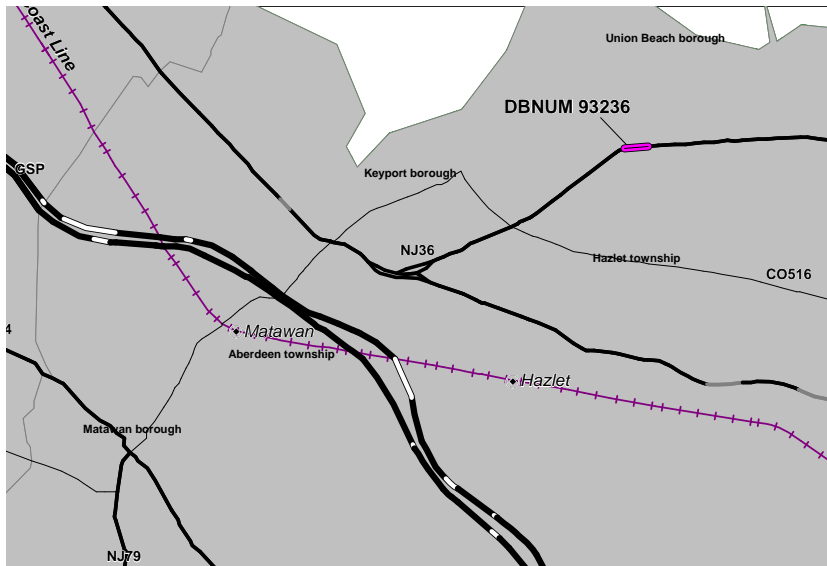 oast Line
Union Beach borough
DBNUM 93236
GSP
Keyport borough
NJ36
Hazlet township
CO516
4
Matawan
Aberdeen township
Hazlet
Matawan borough
NJ79